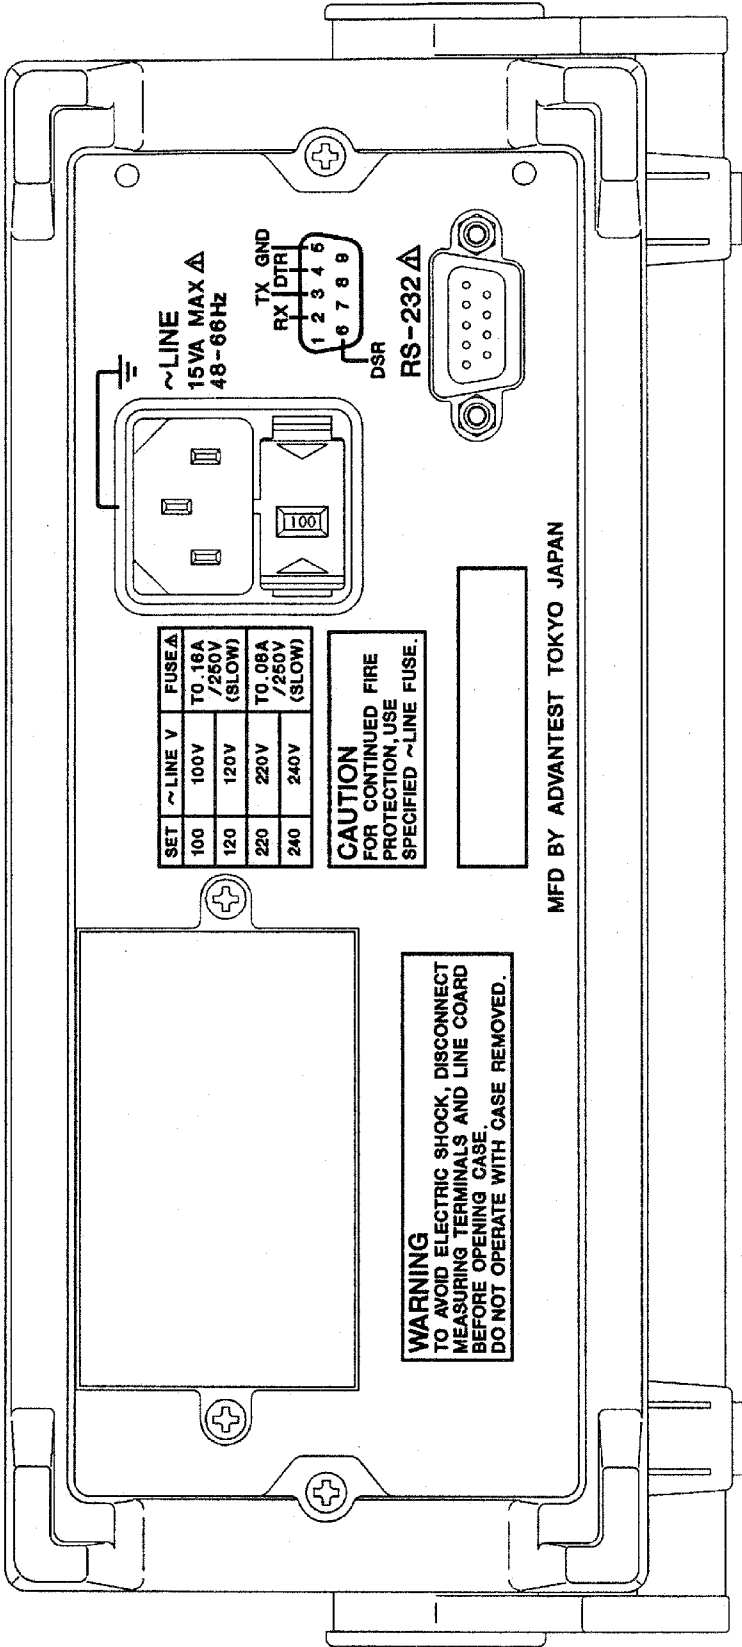 WARNING
TO AVOID ELECTRIC SHOCK, DISCONNECT
MEASURING TERMINALS AND LINE COARD
BEFORE OPENING CASE.
DO NOT OPERATE WITH CASE REMOVED.
SET ~LINE V FUSE⚠
100 100V T0.16A
/250V
120 120V (SLOW)
220 220V T0.08A
/250V
240 240V (SLOW)
CAUTION
FOR CONTINUED FIRE
PROTECTION,USE
SPECIFIED ~LINE FUSE.
MFD BY ADVANTEST TOKYO JAPAN
100
~LINE
15VA MAX ⚠
48-66Hz
TX GND
RX DTR
1 2 3 4 5
6 7 8 9
DSR
RS-232⚠